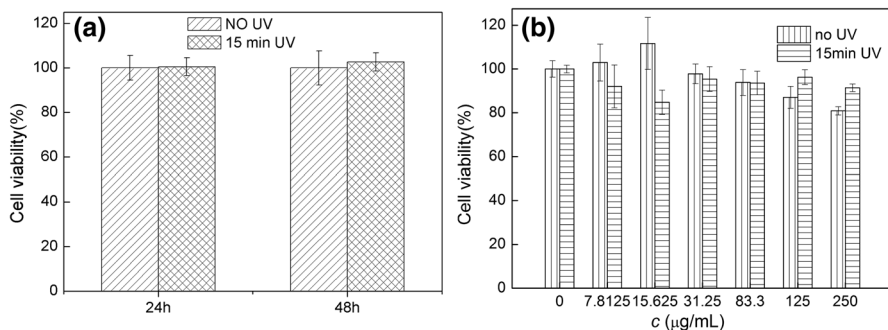 (a)
NO UV
15 min UV
Cell viability(%)
120
100
80
60
40
20
0
24h
48h
(b)
no UV
15min UV
Cell viability(%)
120
100
80
60
40
20
0
0 7.8125 15.625 31.25 83.3 125 250
c (μg/mL)